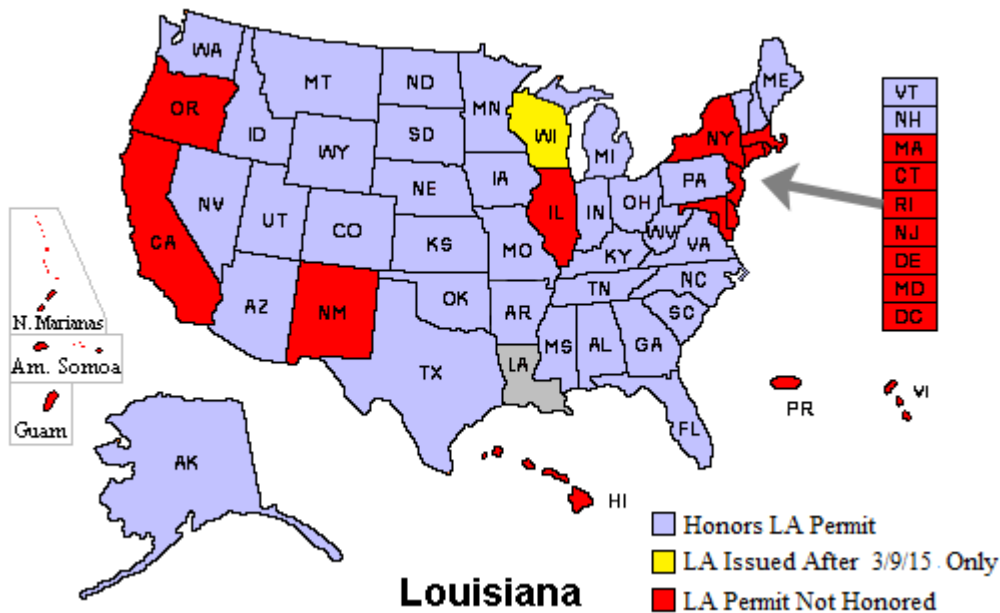 WA
MT
ND
MN
ME
VT
OR
ID
SD
WI
NY
NH
WY
MI
MA
NV
NE
IA
PA
CT
UT
CO
IL
IN
OH
RI
CA
KS
MO
WV
VA
NJ
KY
DE
AZ
NM
OK
AR
TN
NC
MD
SC
DC
N. Marianas
MS
AL
GA
Am. Somoa
TX
LA
PR
VI
Guam
FL
AK
HI
Honors LA Permit
LA Issued After 3/9/15 Only
LA Permit Not Honored
Louisiana